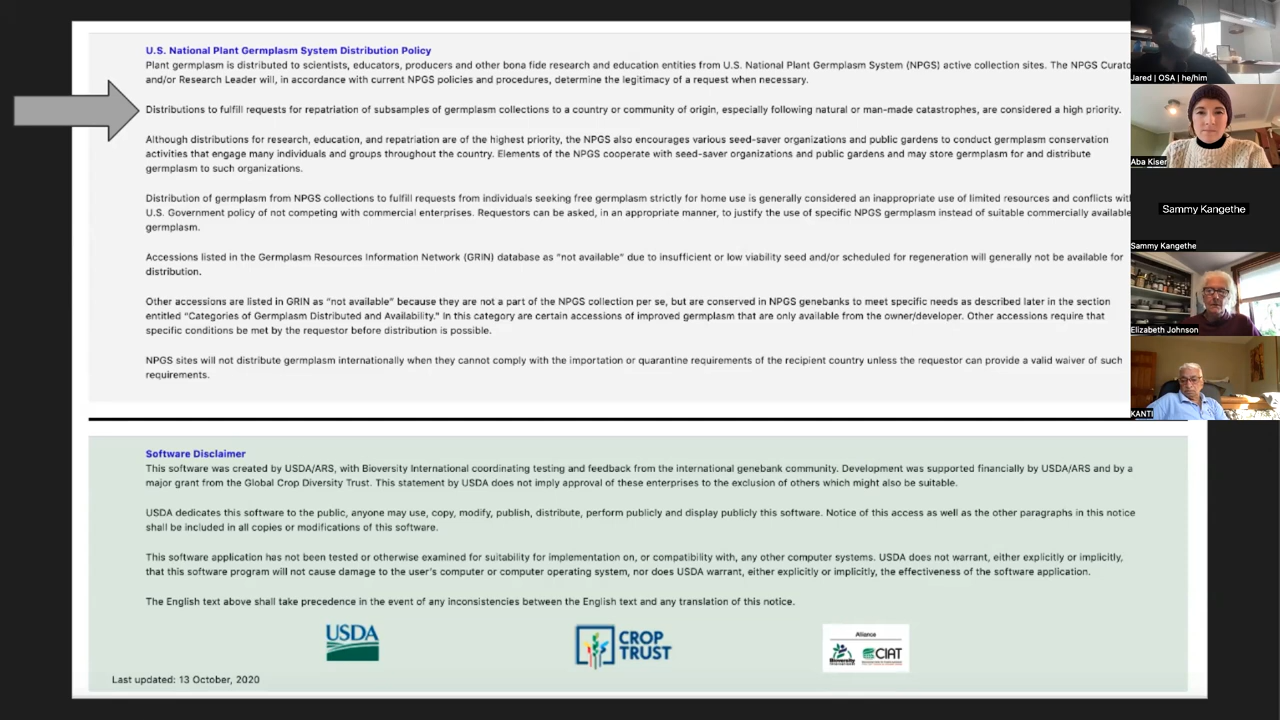 U.S. National Plant Germplasm System Distribution Policy
Plant germplasm is distributed to scientists, educators, producers and other bona fide research and education entities from U.S. National Plant Germplasm System (NPGS) active collection sites. The NPGS Curato
and/or Research Leader will, in accordance with current NPGS policies and procedures, determine the legitimacy of a request when necessary.
Distributions to fulfill requests for repatriation of subsamples of germplasm collections to a country or community of origin, especially following natural or man-made catastrophes, are considered a high priority.
Although distributions for research, education, and repatriation are of the highest priority, the NPGS also encourages various seed-saver organizations and public gardens to conduct germplasm conservation
activities that engage many individuals and groups throughout the country. Elements of the NPGS cooperate with seed-saver organizations and public gardens and may store germplasm for and distribute
germplasm to such organizations.
Distribution of germplasm from NPGS collections to fulfill requests from individuals seeking free germplasm strictly for home use is generally considered an inappropriate use of limited resources and conflicts wit
U.S. Government policy of not competing with commercial enterprises. Requestors can be asked, in an appropriate manner, to justify the use of specific NPGS germplasm instead of suitable commercially available
germplasm.
Accessions listed in the Germplasm Resources Information Network (GRIN) database as “not available” due to insufficient or low viability seed and/or scheduled for regeneration will generally not be available for
distribution.
Other accessions are listed in GRIN as “not available” because they are not a part of the NPGS collection per se, but are conserved in NPGS genebanks to meet specific needs as described later in the section
entitled “Categories of Germplasm Distributed and Availability.” In this category are certain accessions of improved germplasm that are only available from the owner/developer. Other accessions require that
specific conditions be met by the requestor before distribution is possible.
NPGS sites will not distribute germplasm internationally when they cannot comply with the importation or quarantine requirements of the recipient country unless the requestor can provide a valid waiver of such
requirements.
Software Disclaimer
This software was created by USDA/ARS, with Bioversity International coordinating testing and feedback from the international genebank community. Development was supported financially by USDA/ARS and by a
major grant from the Global Crop Diversity Trust. This statement by USDA does not imply approval of these enterprises to the exclusion of others which might also be suitable.
USDA dedicates this software to the public, anyone may use, copy, modify, publish, distribute, perform publicly and display publicly this software. Notice of this access as well as the other paragraphs in this notice
shall be included in all copies or modifications of this software.
This software application has not been tested or otherwise examined for suitability for implementation on, or compatibility with, any other computer systems. USDA does not warrant, either explicitly or implicitly,
that this software program will not cause damage to the user's computer or computer operating system, nor does USDA warrant, either explicitly or implicitly, the effectiveness of the software application.
The English text above shall take precedence in the event of any inconsistencies between the English text and any translation of this notice.
USDA
CROP
TRUST
Alliance
Bioversity
CIAT
Last updated: 13 October, 2020
Jared | OSA | he/him
Aba Kiser
Sammy Kangethe
Sammy Kangethe
Elizabeth Johnson
KANTI